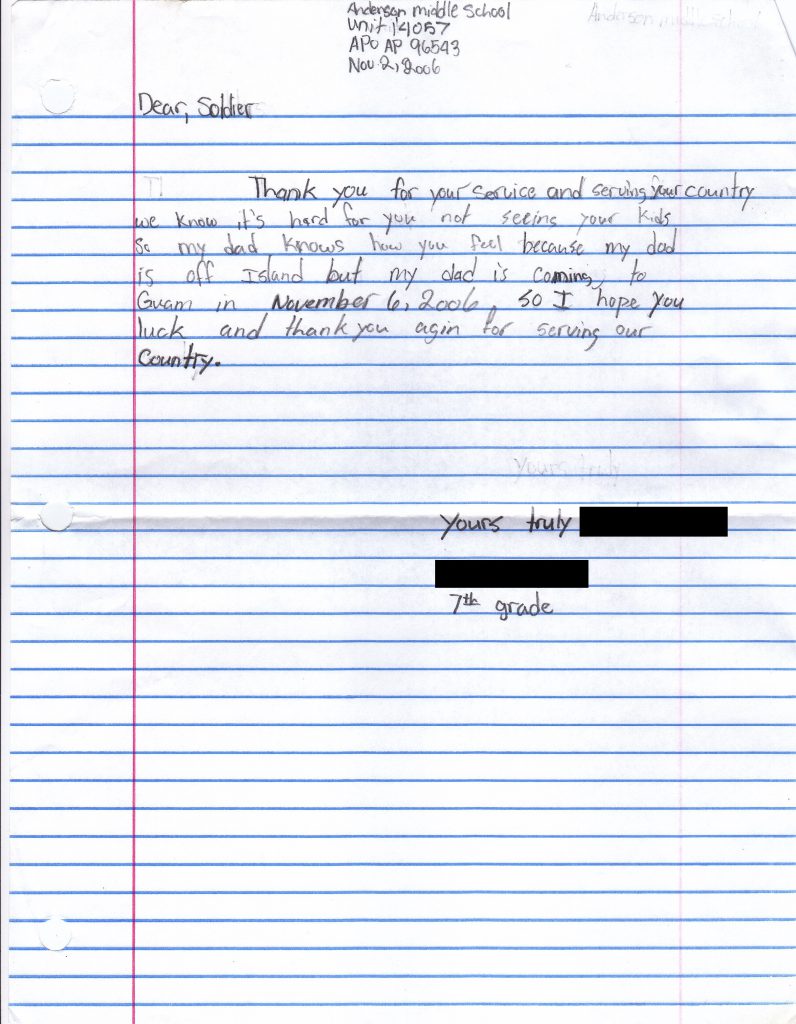 Anderson middle School
Anderson middle school
Unit 14057
APO AP 96543
Nov 2, 2006
Dear, Soldier
Thank you for your service and serving your country
we know it's hard for you not seeing your kids
So my dad knows how you feel because my dad
is off Island but my dad is coming to
Guam in November 6, 2006. So I hope you
luck and thank you agin for serving our
Country.
Yours truly
Yours truly
7th grade